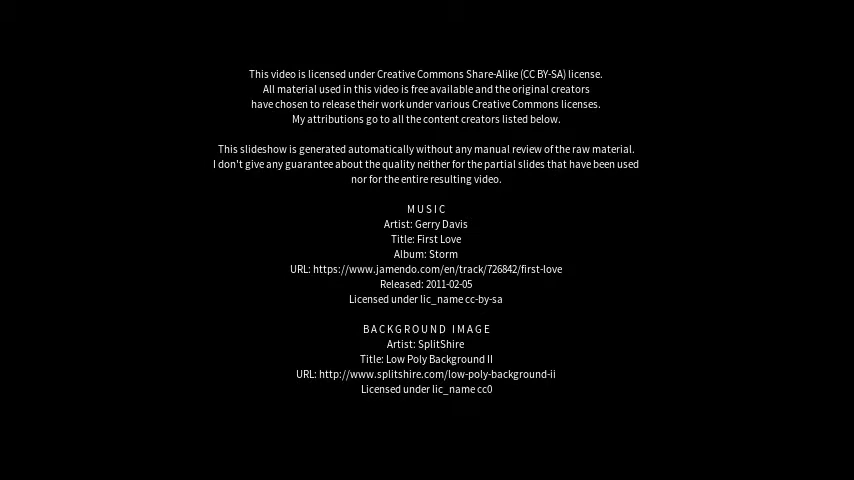 This video is licensed under Creative Commons Share-Alike (CC BY-SA) license.
All material used in this video is free available and the original creators
have chosen to release their work under various Creative Commons licenses.
My attributions go to all the content creators listed below.
This slideshow is generated automatically without any manual review of the raw material.
I don't give any guarantee about the quality neither for the partial slides that have been used
nor for the entire resulting video.
MUSIC
Artist: Gerry Davis
Title: First Love
Album: Storm
URL: https://www.jamendo.com/en/track/726842/first-love
Released: 2011-02-05
Licensed under lic_name cc-by-sa
BACKGROUND IMAGE
Artist: SplitShire
Title: Low Poly Background II
URL: http://www.splitshire.com/low-poly-background-ii
Licensed under lic_name cc0